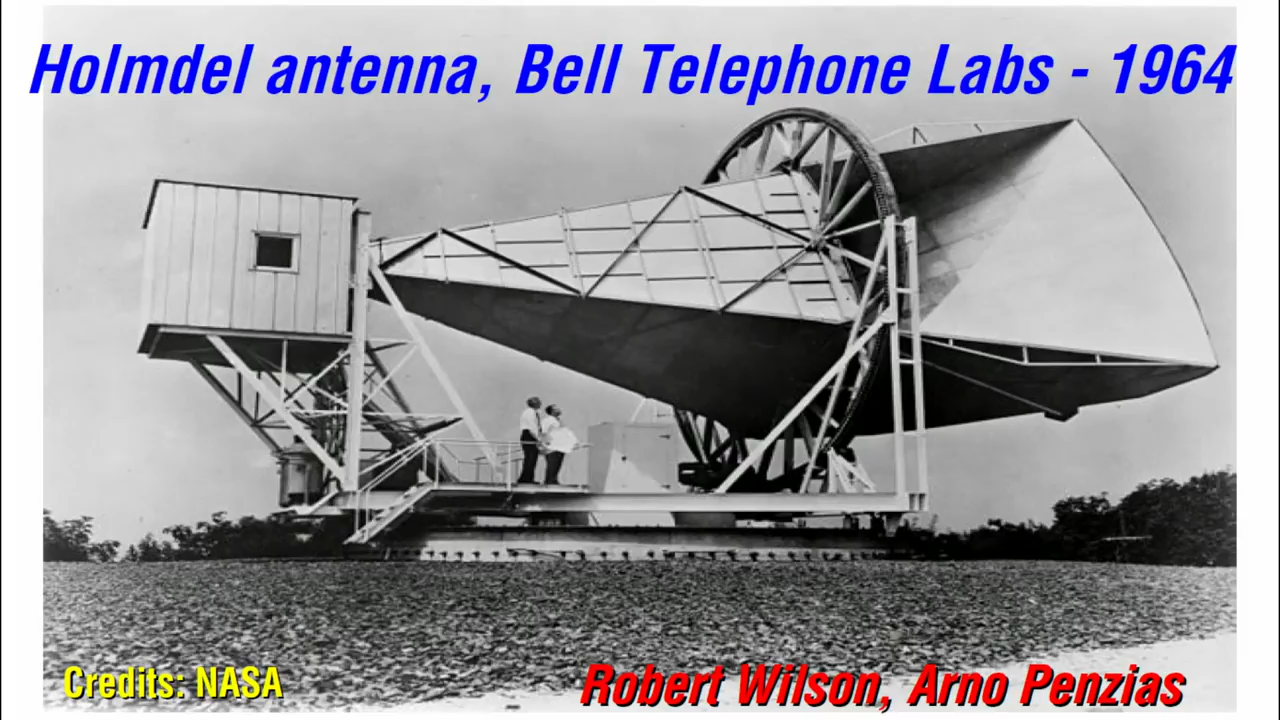 Holmdel antenna, Bell Telephone Labs - 1964
Credits: NASA
Robert Wilson, Arno Penzias